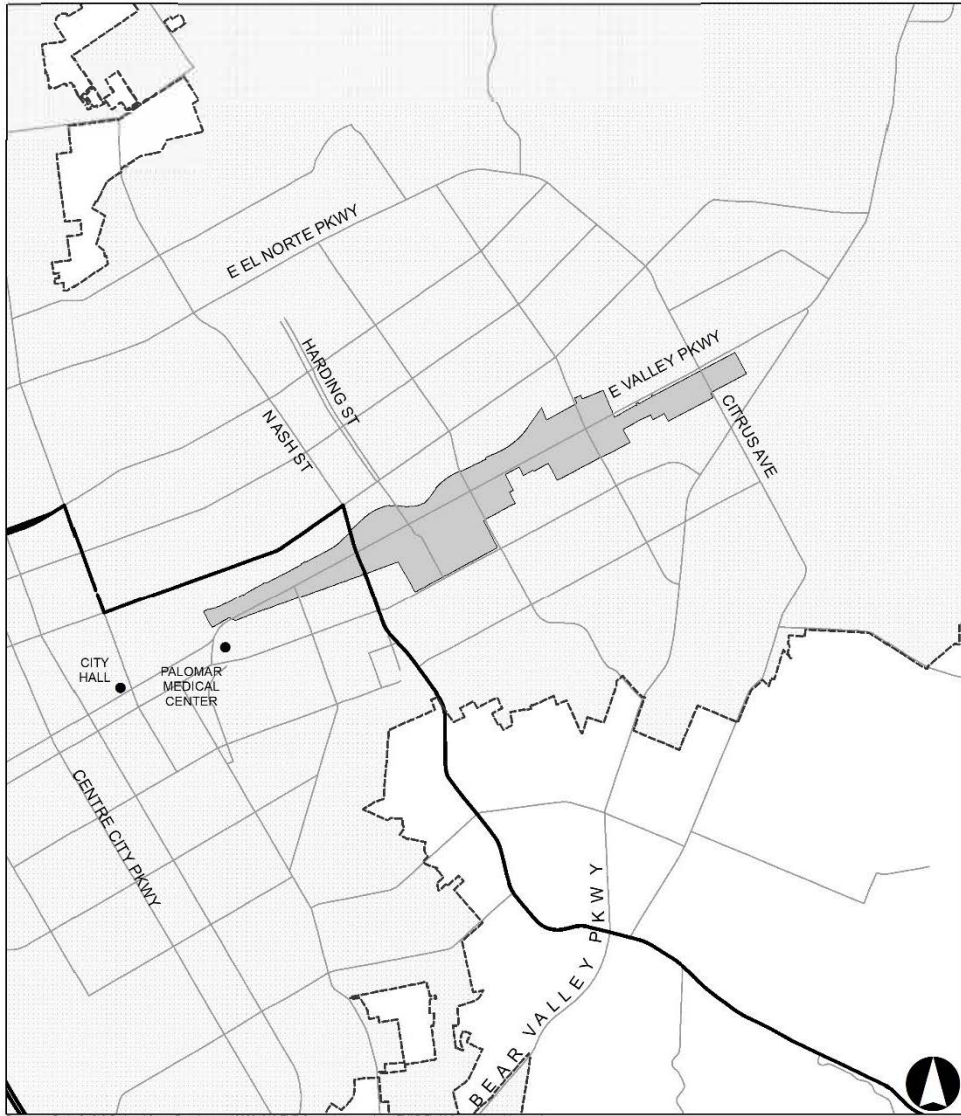 E EL NORTE PKWY
HARDING ST
N ASH ST
E VALLEY PKWY
CITRUS AVE
CITY
HALL
PALOMAR
MEDICAL
CENTER
CENTRE CITY PKWY
BEAR VALLEY PKWY